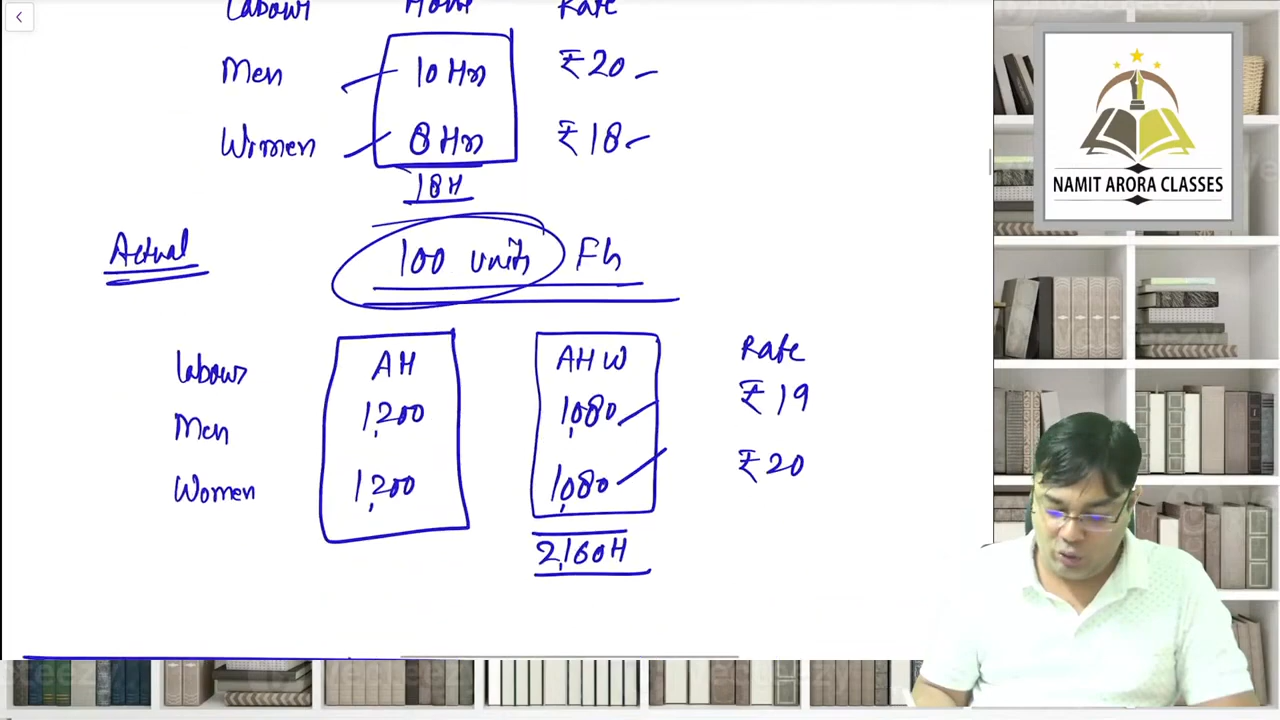 Labour Hour Rate
Men 10 Hrs ₹20
Women 8 Hrs ₹18
18H
Actual 100 units FG
Labour AH AHW Rate
Men 1,200 1,080 ₹19
Women 1,200 1,080 ₹20
2,160H
NAMIT ARORA CLASSES